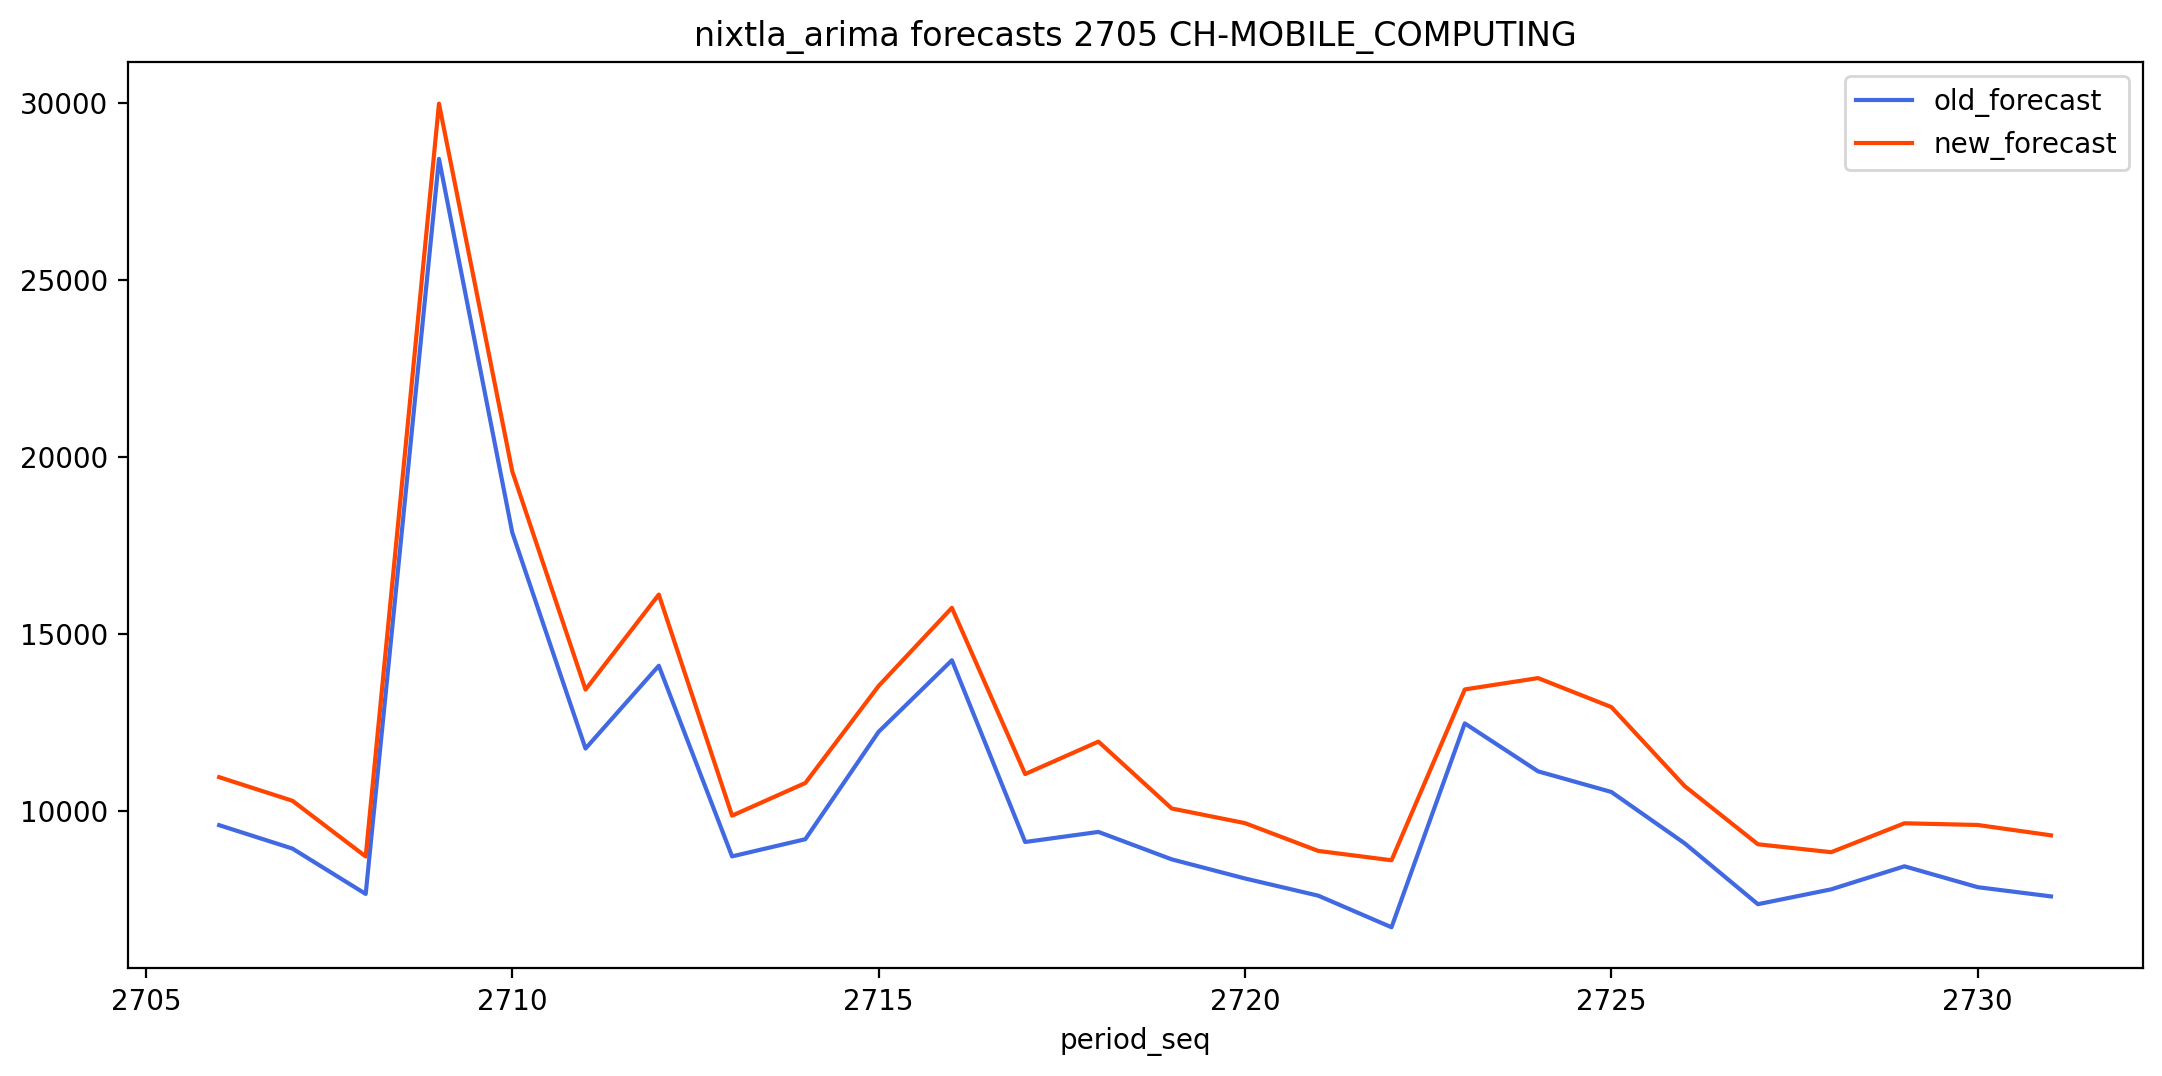 nixtla_arima forecasts 2705 CH-MOBILE_COMPUTING
old_forecast
new_forecast
30000
25000
20000
15000
10000
2705 2710 2715 2720 2725 2730
period_seq